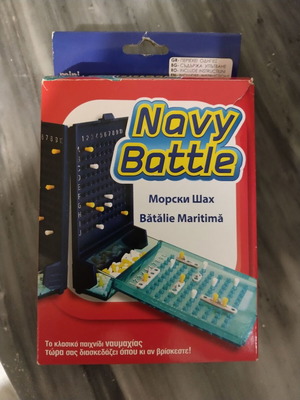 Navy
Battle
Морски Шах
Bătălie Maritimă
Το κλασικό παιχνίδι ναυμαχίας
τώρα σας διασκεδάζει όπου κι αν βρίσκεστε!